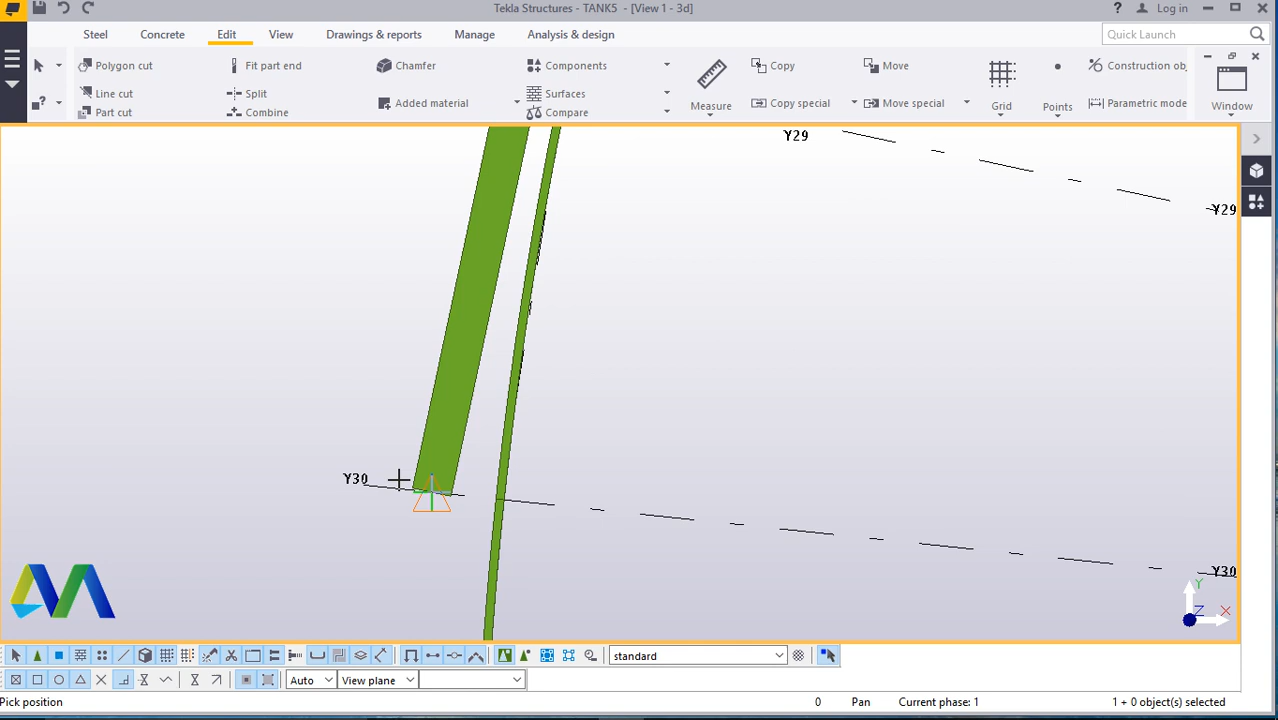 Tekla Structures - TANK5 - [View 1 - 3d]
Log in
Steel
Concrete
Edit
View
Drawings & reports
Manage
Analysis & design
Quick Launch
Polygon cut
Line cut
Part cut
Fit part end
Split
Combine
Chamfer
Added material
Components
Surfaces
Compare
Measure
Copy
Copy special
Move
Move special
Grid
Points
Construction obj
Parametric mode
Window
Y29
Y29
Y30
Y30
Y
Z
X
standard
Auto
View plane
Pick position
0
Pan
Current phase: 1
1 + 0 object(s) selected